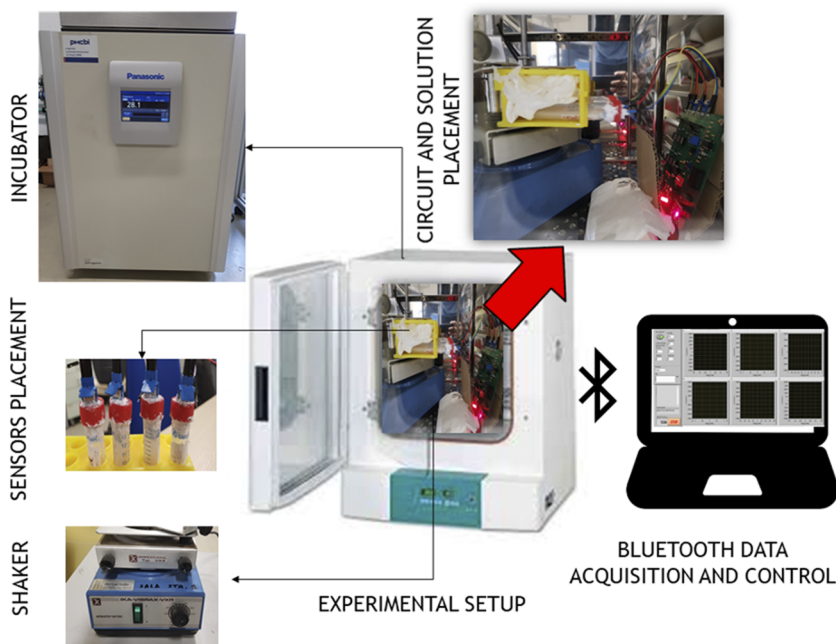 INCUBATOR
Panasonic
28.1
CIRCUIT AND SOLUTION
PLACEMENT
SENSORS PLACEMENT
SHAKER
EXPERIMENTAL SETUP
BLUETOOTH DATA
ACQUISITION AND CONTROL